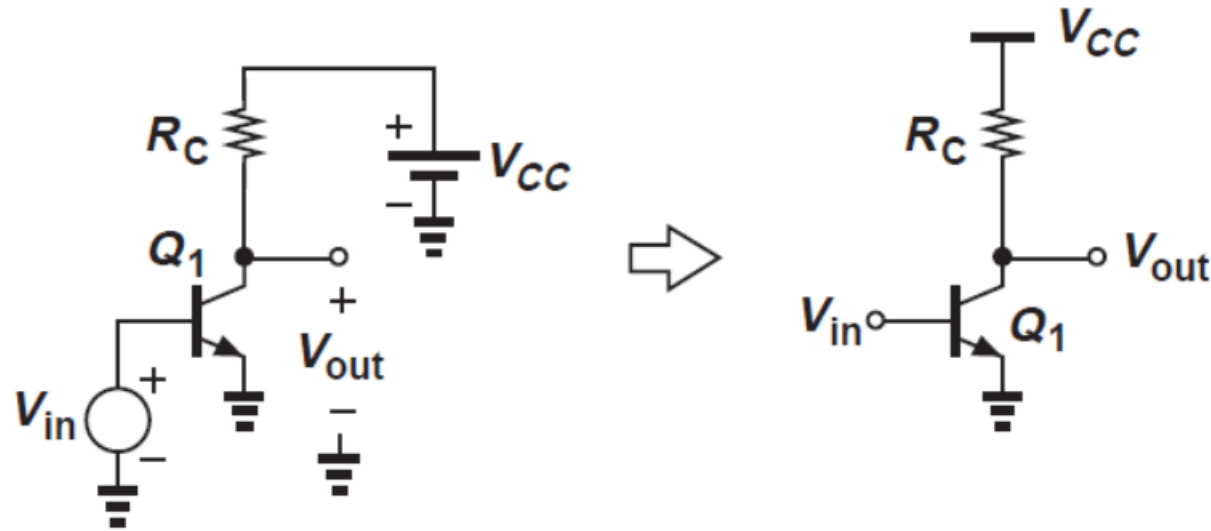 V_CC
R_C
+
V_CC
−
Q_1
+
V_out
−
V_in
+
−
R_C
V_out
V_in
Q_1